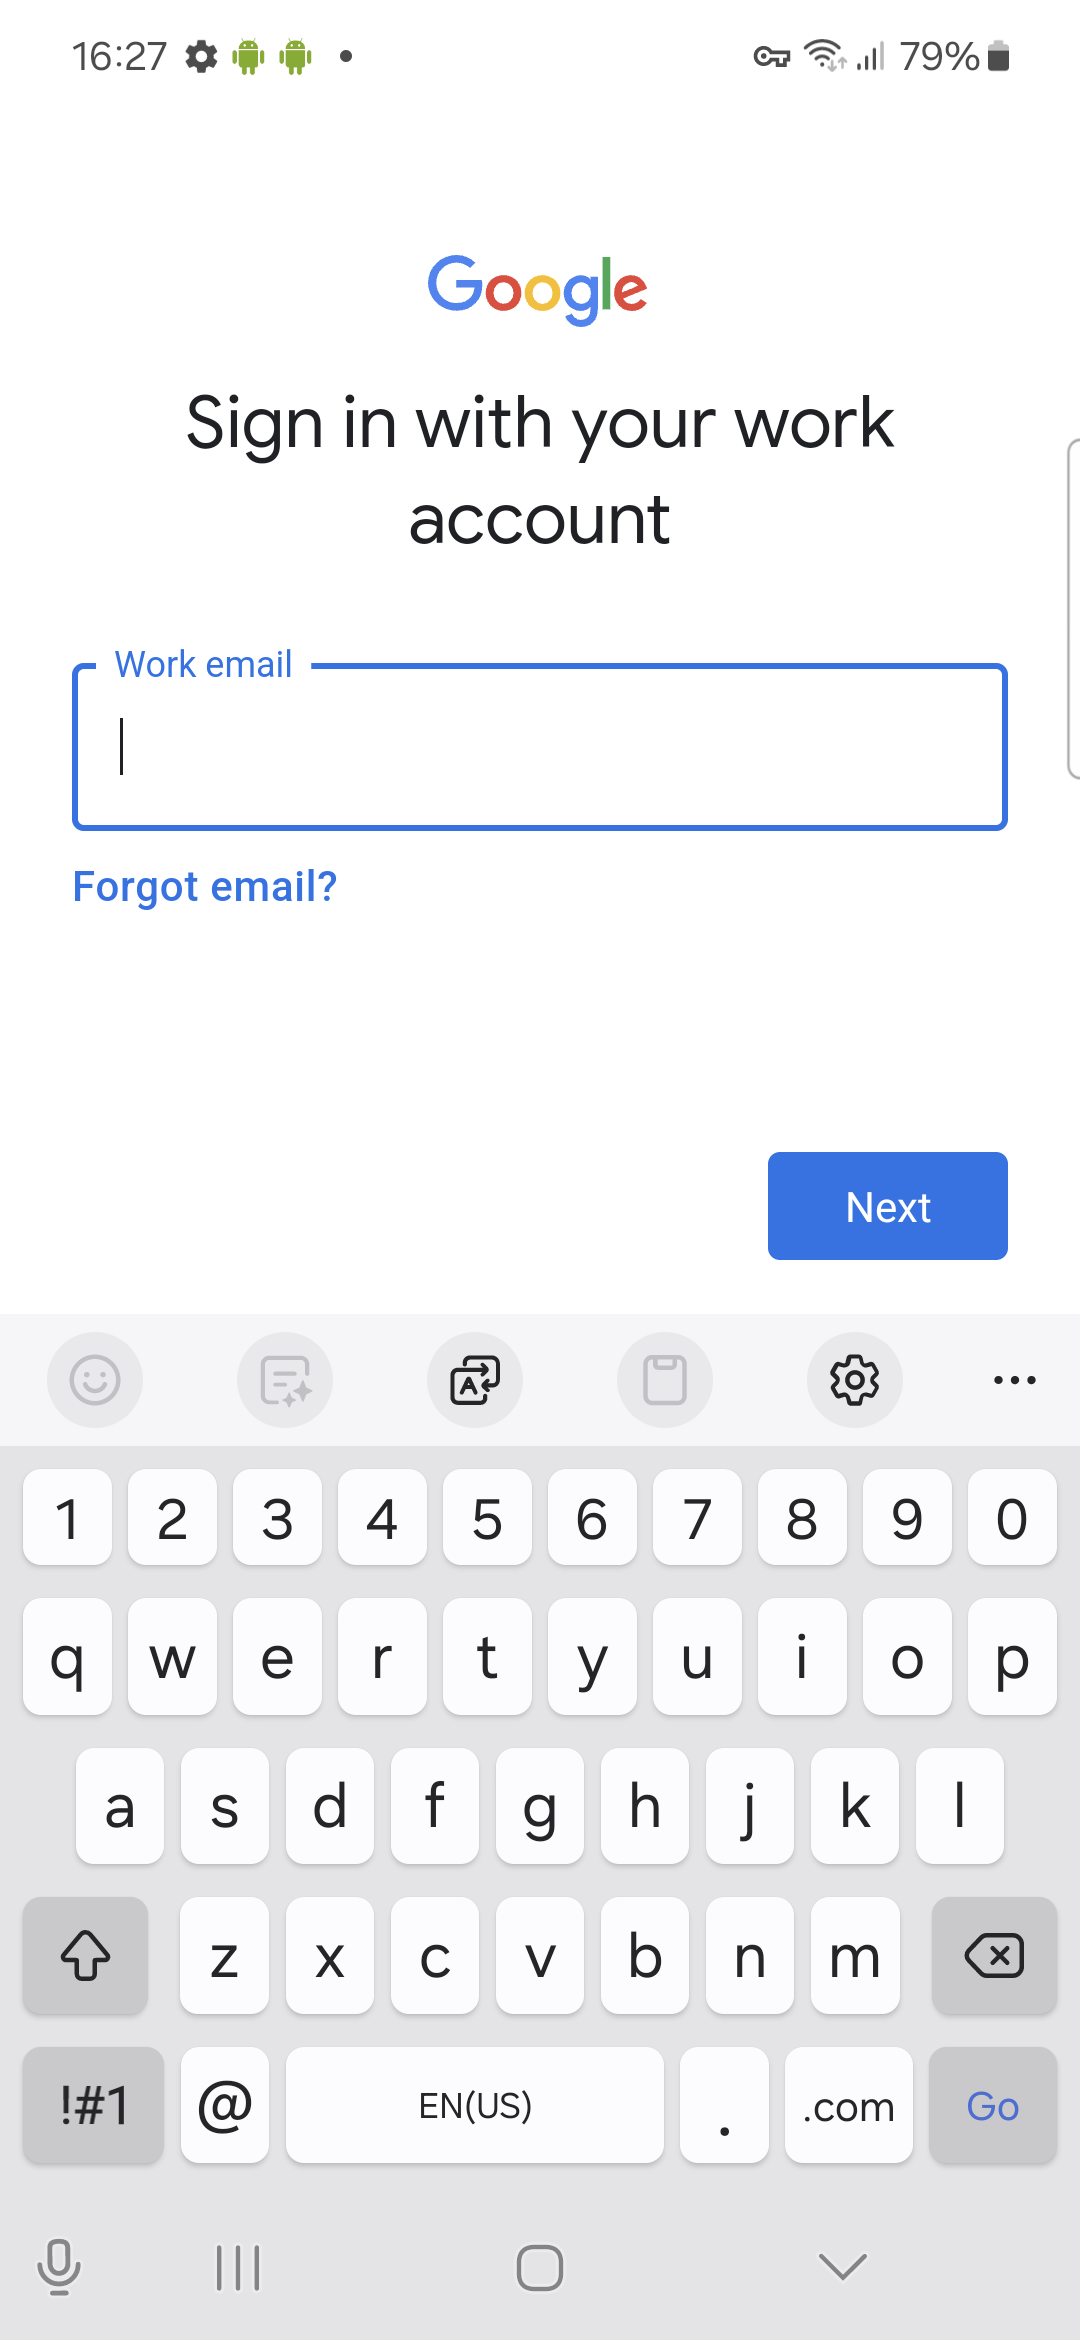 16:27
79%
Google
Sign in with your work
account
Work email
Forgot email?
Next
1 2 3 4 5 6 7 8 9 0
q w e r t y u i o p
a s d f g h j k l
z x c v b n m
!#1 @ EN(US) . .com Go